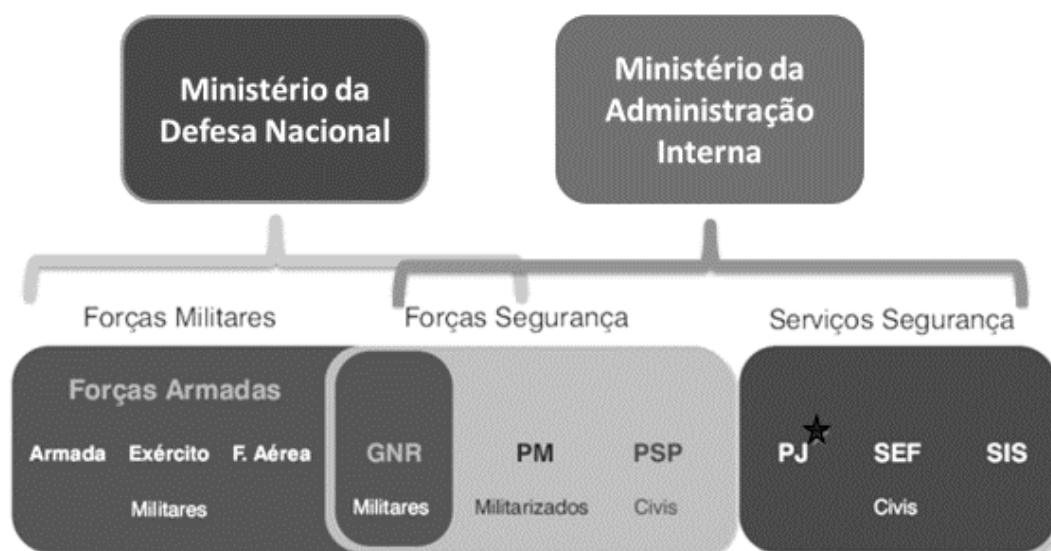 Ministério da
Defesa Nacional
Ministério da
Administração
Interna
Forças Militares
Forças Segurança
Serviços Segurança
Forças Armadas
Armada Exército F. Aérea
Militares
GNR
Militares
PM
Militarizados
PSP
Civis
PJ SEF SIS
Civis